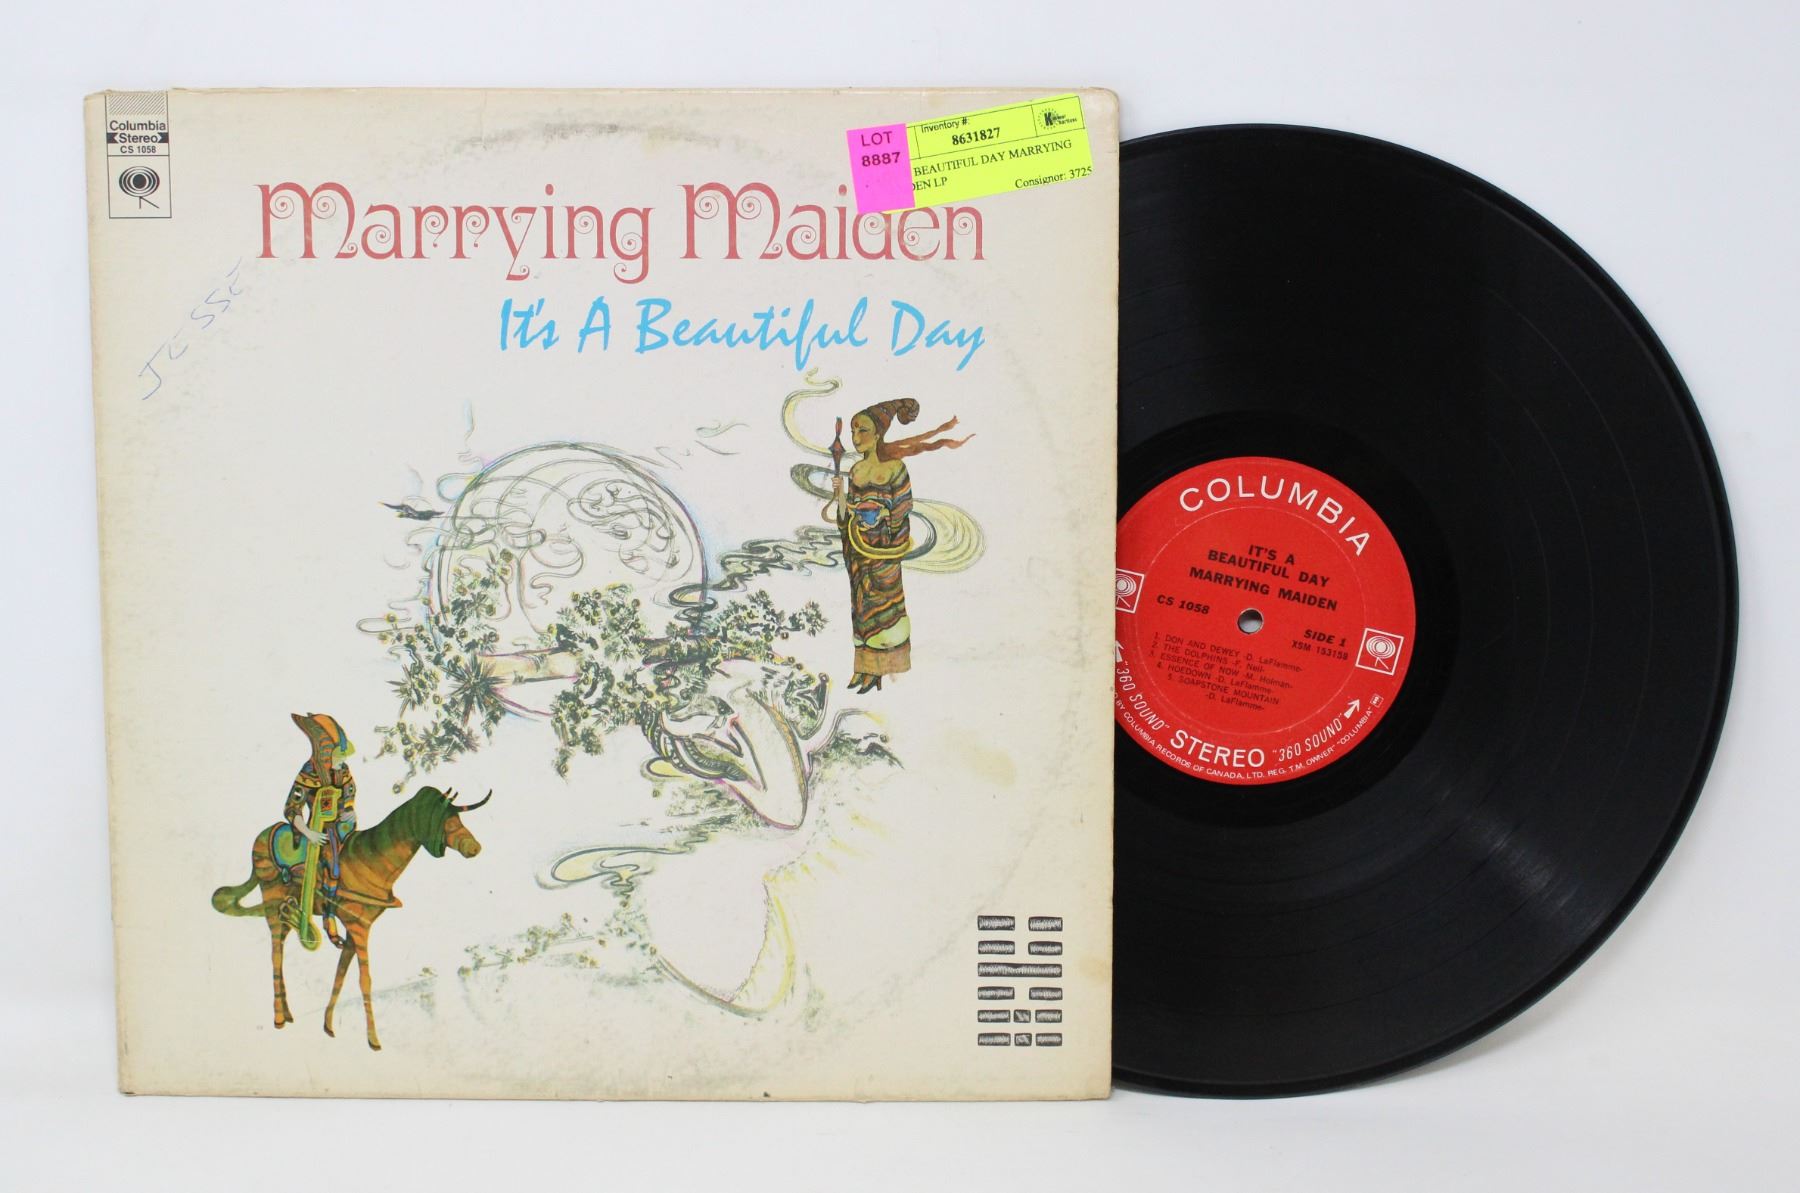 Columbia
Stereo
CS 1058
LOT
8887
Inventory #:
8631827
BEAUTIFUL DAY MARRYING
DEN LP
Consignor: 3725
Marrying Maiden
It's A Beautiful Day
JESSE
COLUMBIA
IT'S A
BEAUTIFUL DAY
MARRYING MAIDEN
CS 1058
SIDE 1
XSM 153158
1. DON AND DEWEY -D. LaFlamme-
2. THE DOLPHINS -F. Neil-
3. ESSENCE OF NOW -M. Holman-
4. HOEDOWN -D. LaFlamme-
5. SOAPSTONE MOUNTAIN
-D. LaFlamme-
"360 SOUND" STEREO "360 SOUND"
BY COLUMBIA RECORDS OF CANADA, LTD. REG. T.M. OWNER "COLUMBIA"